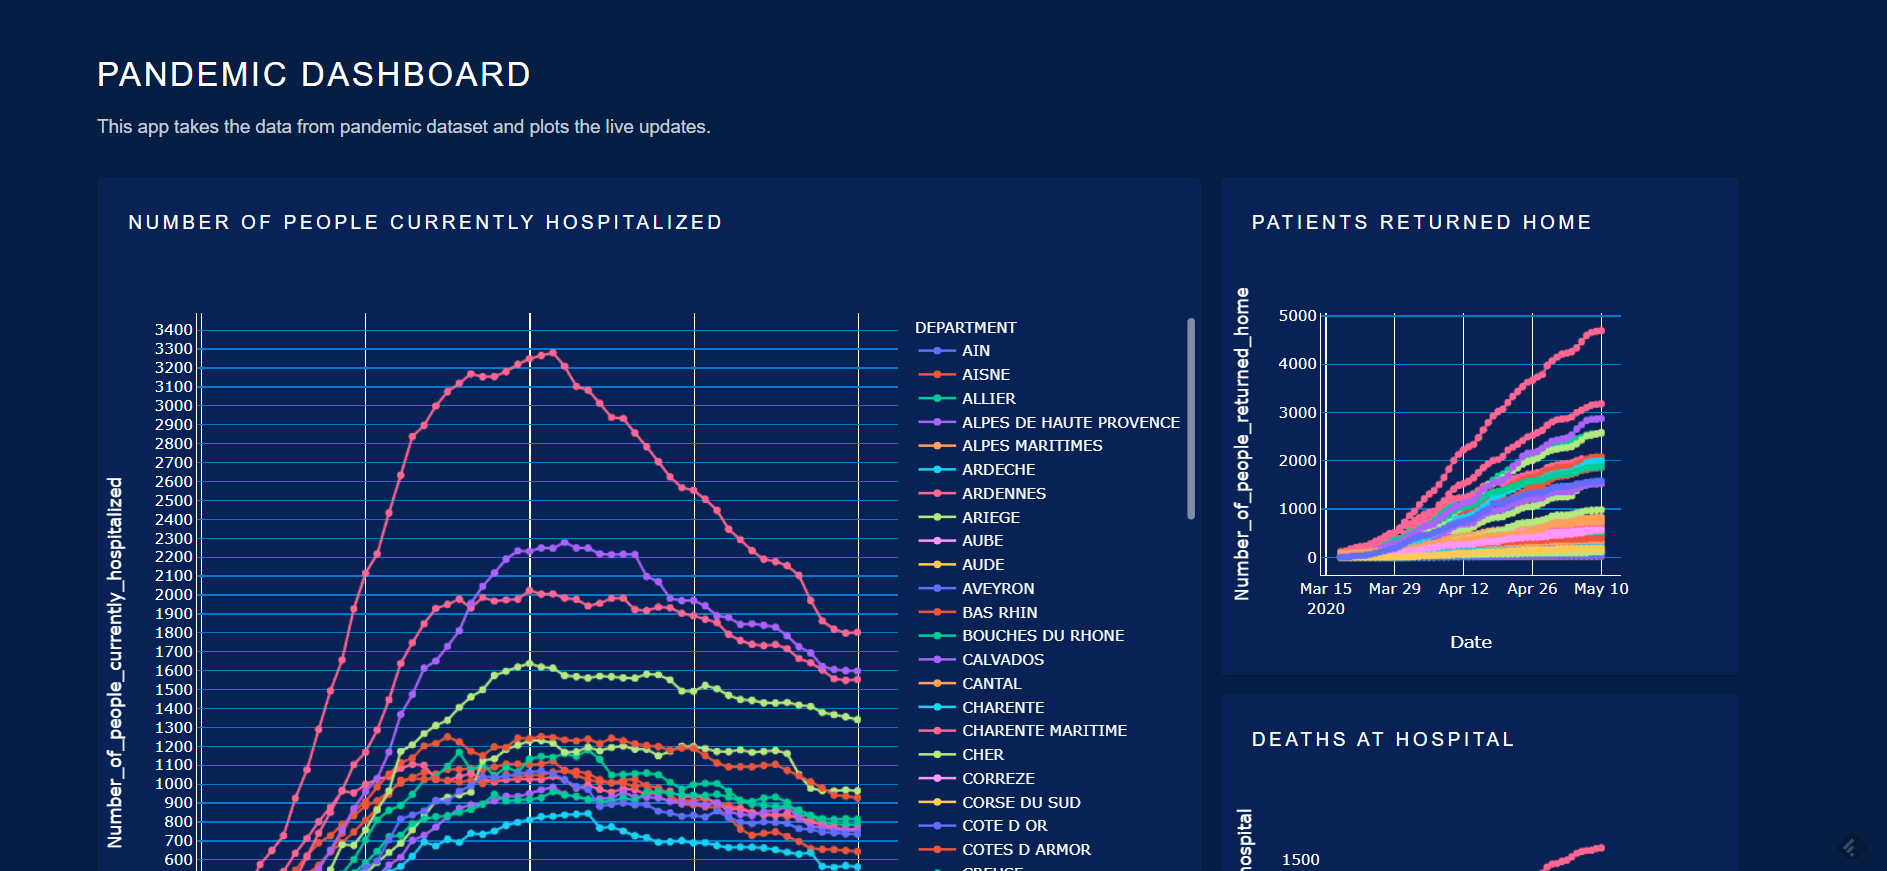 PANDEMIC DASHBOARD
This app takes the data from pandemic dataset and plots the live updates.
NUMBER OF PEOPLE CURRENTLY HOSPITALIZED
Number_of_people_currently_hospitalized
3400
3300
3200
3100
3000
2900
2800
2700
2600
2500
2400
2300
2200
2100
2000
1900
1800
1700
1600
1500
1400
1300
1200
1100
1000
900
800
700
600
DEPARTMENT
AIN
AISNE
ALLIER
ALPES DE HAUTE PROVENCE
ALPES MARITIMES
ARDECHE
ARDENNES
ARIEGE
AUBE
AUDE
AVEYRON
BAS RHIN
BOUCHES DU RHONE
CALVADOS
CANTAL
CHARENTE
CHARENTE MARITIME
CHER
CORREZE
CORSE DU SUD
COTE D OR
COTES D ARMOR
CREUSE
PATIENTS RETURNED HOME
Number_of_people_returned_home
5000
4000
3000
2000
1000
0
Mar 15 Mar 29 Apr 12 Apr 26 May 10
2020
Date
DEATHS AT HOSPITAL
hospital
1500